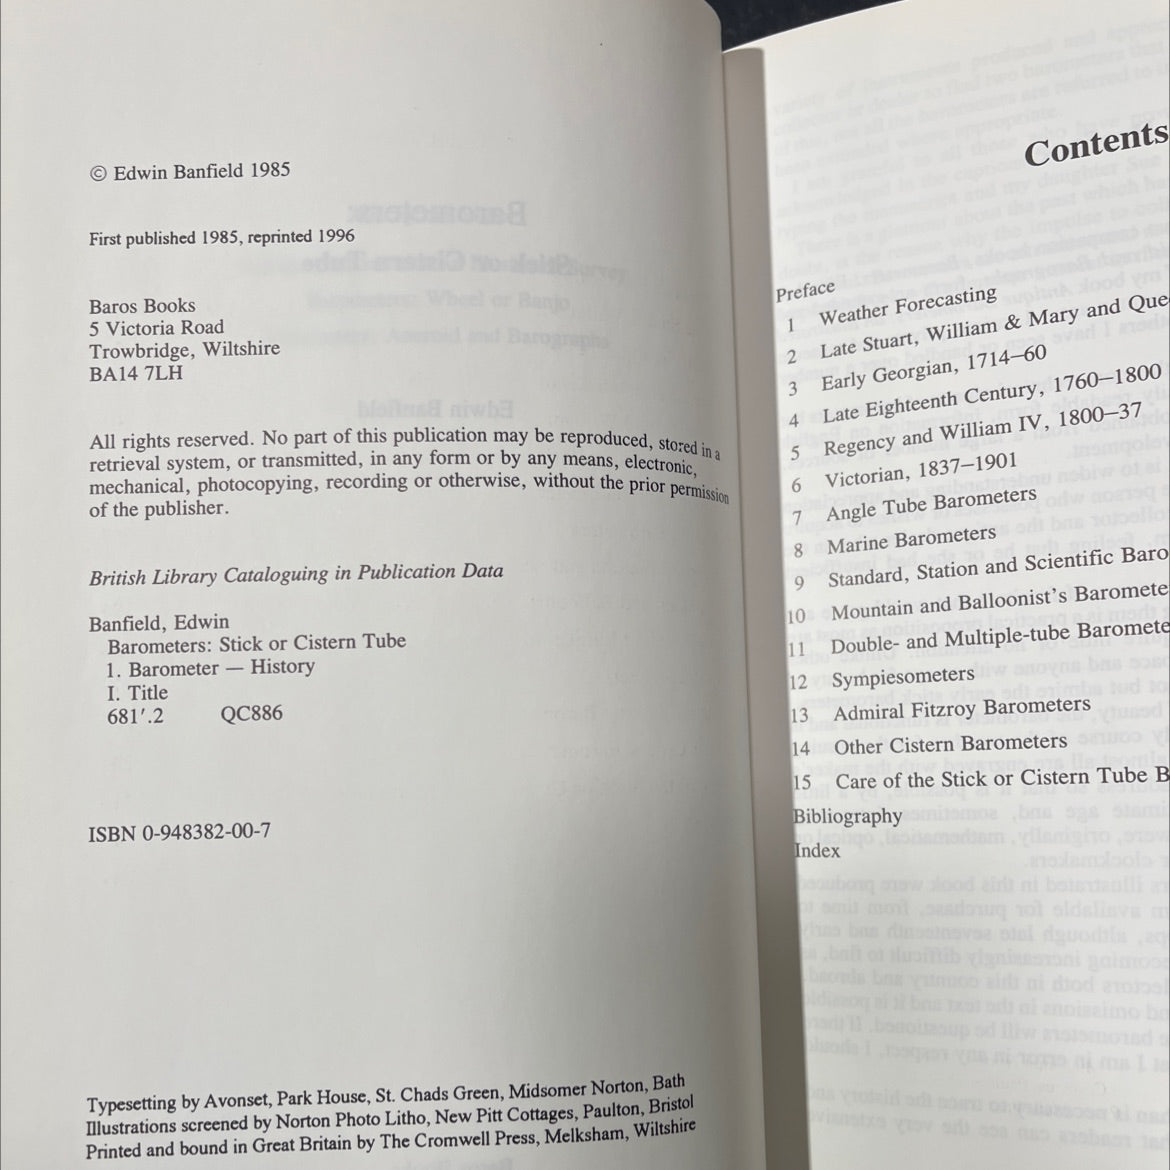 © Edwin Banfield 1985
First published 1985, reprinted 1996
Baros Books
5 Victoria Road
Trowbridge, Wiltshire
BA14 7LH
All rights reserved. No part of this publication may be reproduced, stored in a
retrieval system, or transmitted, in any form or by any means, electronic,
mechanical, photocopying, recording or otherwise, without the prior permission
of the publisher.
British Library Cataloguing in Publication Data
Banfield, Edwin
Barometers: Stick or Cistern Tube
1. Barometer — History
I. Title
681′.2 QC886
ISBN 0-948382-00-7
Typesetting by Avonset, Park House, St. Chads Green, Midsomer Norton, Bath
Illustrations screened by Norton Photo Litho, New Pitt Cottages, Paulton, Bristol
Printed and bound in Great Britain by The Cromwell Press, Melksham, Wiltshire
Contents
Preface
1 Weather Forecasting
2 Late Stuart, William & Mary and Que
3 Early Georgian, 1714–60
4 Late Eighteenth Century, 1760–1800
5 Regency and William IV, 1800–37
6 Victorian, 1837–1901
7 Angle Tube Barometers
8 Marine Barometers
9 Standard, Station and Scientific Baro
10 Mountain and Balloonist's Baromete
11 Double- and Multiple-tube Baromete
12 Sympiesometers
13 Admiral Fitzroy Barometers
14 Other Cistern Barometers
15 Care of the Stick or Cistern Tube B
Bibliography
Index